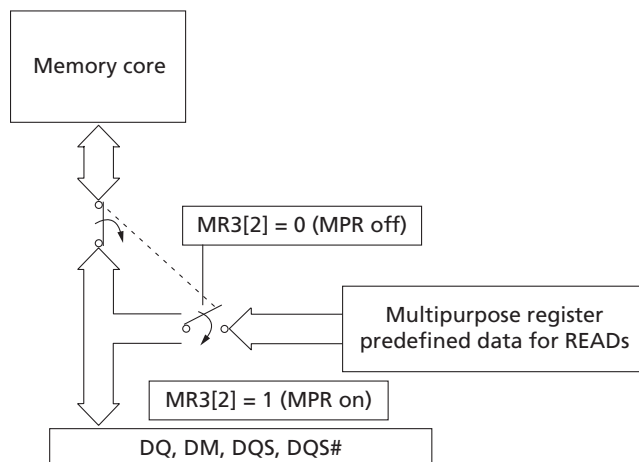 Memory core
MR3[2] = 0 (MPR off)
Multipurpose register
predefined data for READs
MR3[2] = 1 (MPR on)
DQ, DM, DQS, DQS#